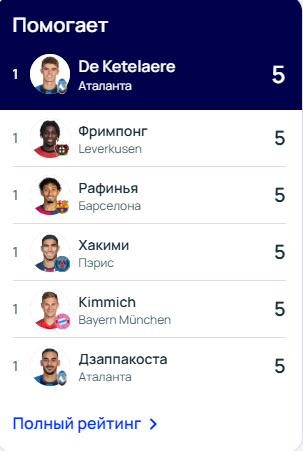 Помогает
1
De Ketelaere
Аталанта
5
1
Фримпонг
Leverkusen
5
1
Рафинья
Барселона
5
1
Хакими
Пэрис
5
1
Kimmich
Bayern München
5
1
Дзаппакоста
Аталанта
5
Полный рейтинг